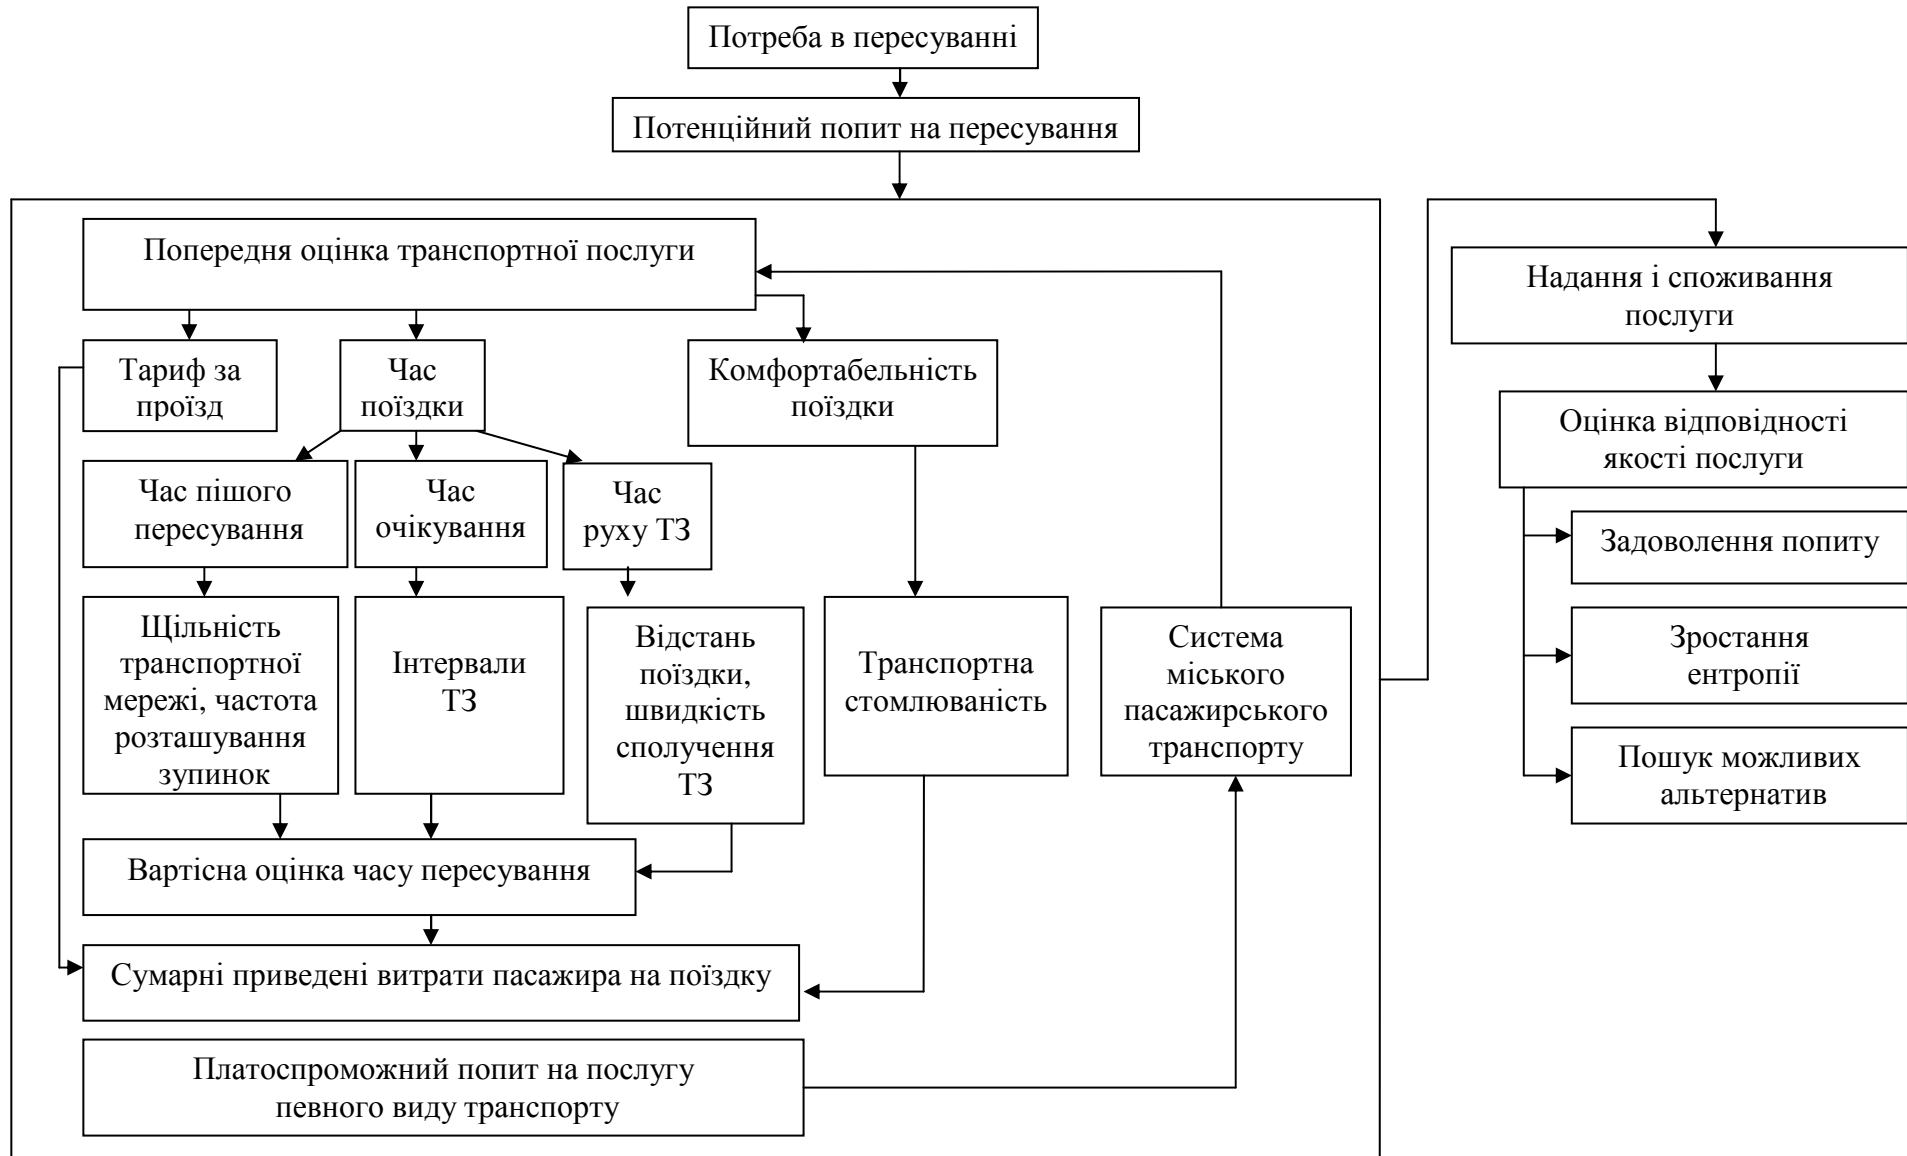 Потреба в пересуванні
Потенційний попит на пересування
Попередня оцінка транспортної послуги
Тариф за
проїзд
Час
поїздки
Комфортабельність
поїздки
Час пішого
пересування
Час
очікування
Час
руху ТЗ
Щільність
транспортної
мережі, частота
розташування
зупинок
Інтервали
ТЗ
Відстань
поїздки,
швидкість
сполучення
ТЗ
Транспортна
стомлюваність
Система
міського
пасажирського
транспорту
Вартісна оцінка часу пересування
Сумарні приведені витрати пасажира на поїздку
Платоспроможний попит на послугу
певного виду транспорту
Надання і споживання
послуги
Оцінка відповідності
якості послуги
Задоволення попиту
Зростання
ентропії
Пошук можливих
альтернатив